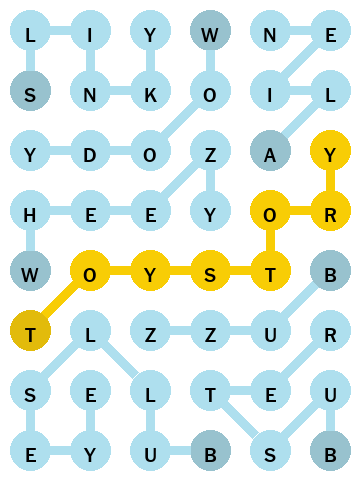 L I Y W N E
S N K O I L
Y D O Z A Y
H E E Y O R
W O Y S T B
T L Z Z U R
S E L T E U
E Y U B S B